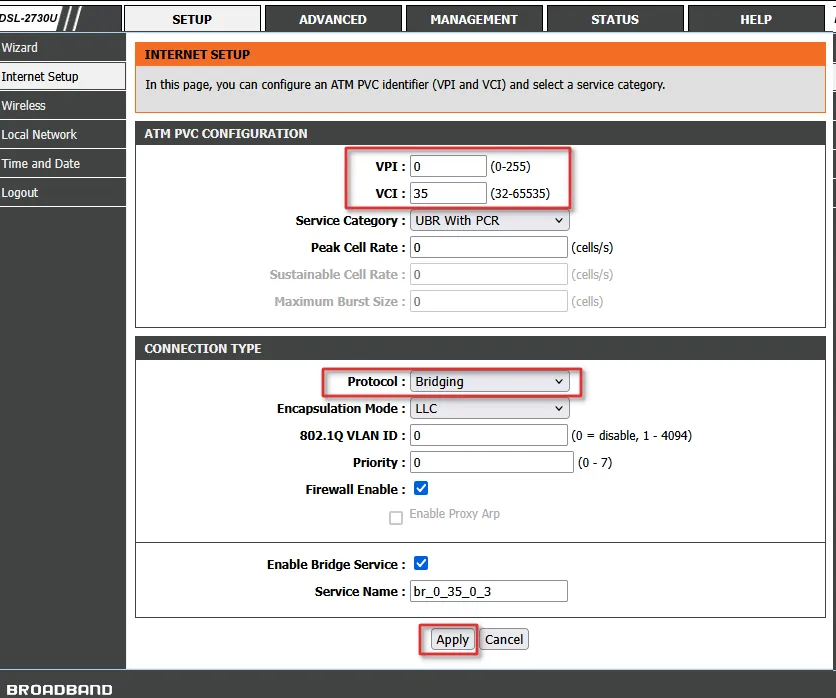 DSL-2730U
SETUP
ADVANCED
MANAGEMENT
STATUS
HELP
Wizard
Internet Setup
Wireless
Local Network
Time and Date
Logout
INTERNET SETUP
In this page, you can configure an ATM PVC identifier (VPI and VCI) and select a service category.
ATM PVC CONFIGURATION
VPI : 0 (0-255)
VCI : 35 (32-65535)
Service Category : UBR With PCR
Peak Cell Rate : 0 (cells/s)
Sustainable Cell Rate : 0 (cells/s)
Maximum Burst Size : 0 (cells)
CONNECTION TYPE
Protocol : Bridging
Encapsulation Mode : LLC
802.1Q VLAN ID : 0 (0 = disable, 1 - 4094)
Priority : 0 (0 - 7)
Firewall Enable :
Enable Proxy Arp
Enable Bridge Service :
Service Name : br_0_35_0_3
Apply Cancel
BROADBAND